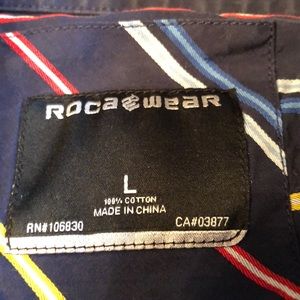 ROCAWEAR
L
100% COTTON
MADE IN CHINA
RN#106830 CA#03877